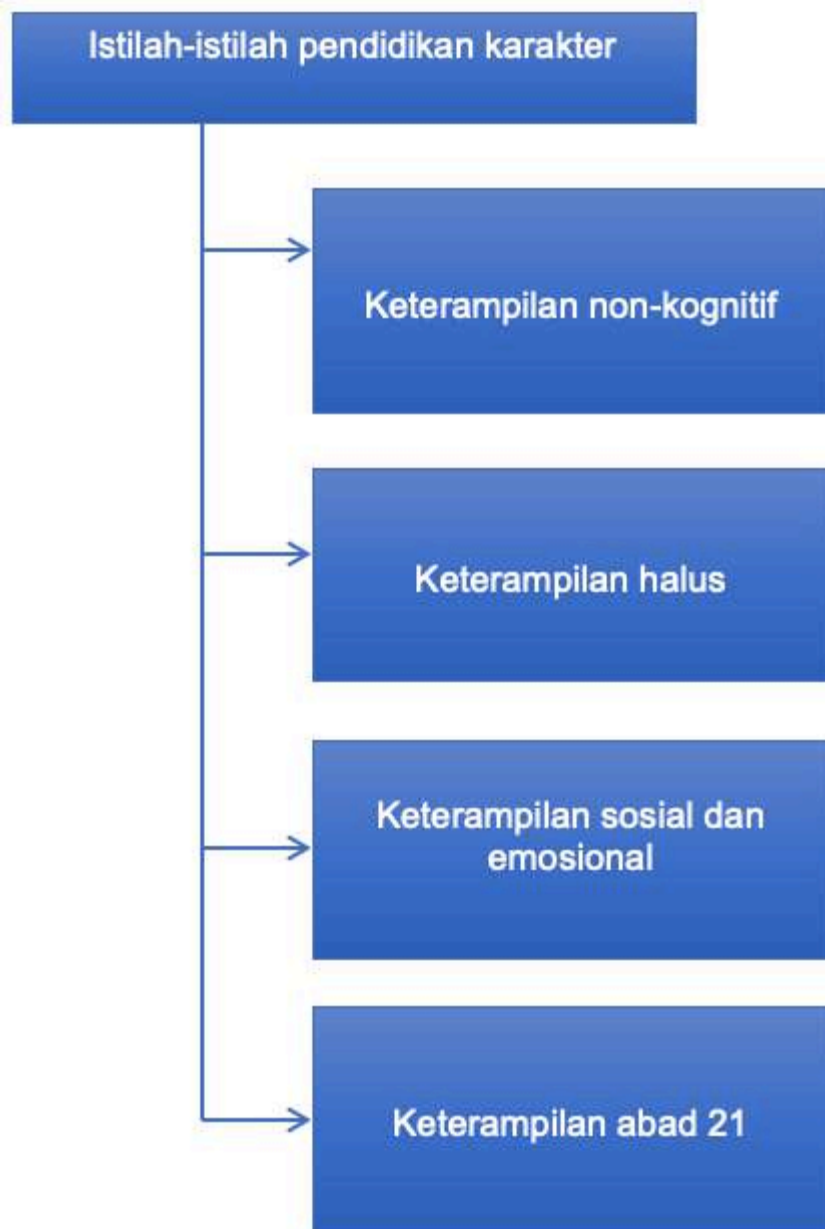 Istilah-istilah pendidikan karakter
Keterampilan non-kognitif
Keterampilan halus
Keterampilan sosial dan
emosional
Keterampilan abad 21